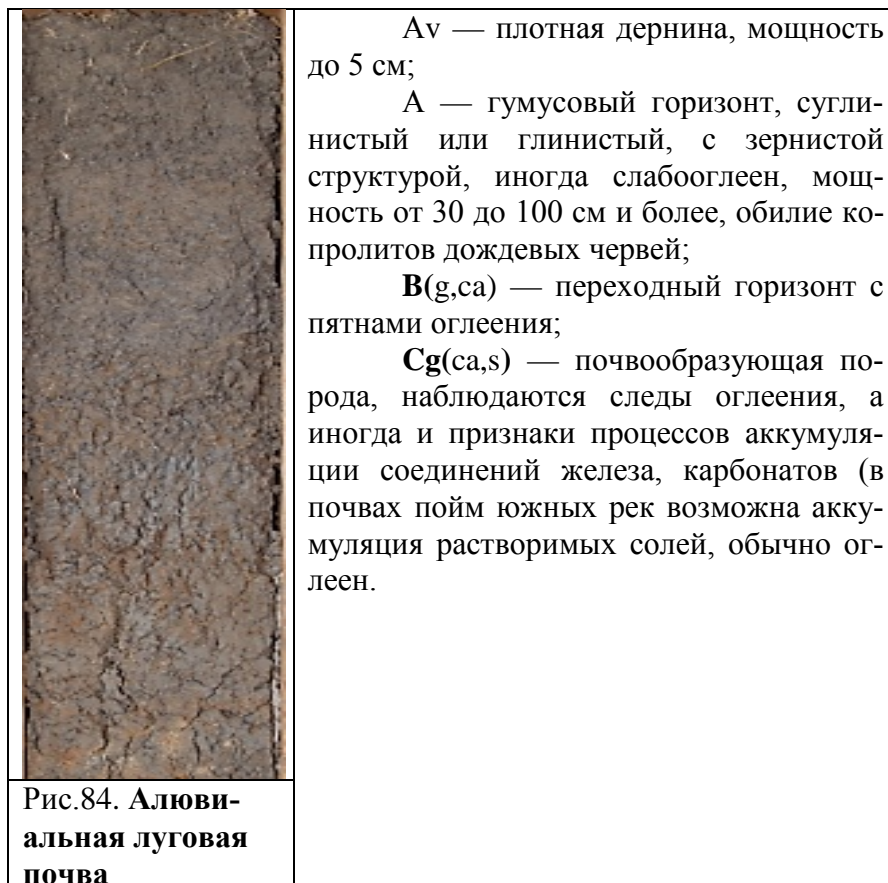 Av — плотная дернина, мощность
до 5 см;
A — гумусовый горизонт, сугли-
нистый или глинистый, с зернистой
структурой, иногда слабооглеен, мощ-
ность от 30 до 100 см и более, обилие ко-
пролитов дождевых червей;
B(g,ca) — переходный горизонт с
пятнами оглеения;
Cg(ca,s) — почвообразующая по-
рода, наблюдаются следы оглеения, а
иногда и признаки процессов аккумуля-
ции соединений железа, карбонатов (в
почвах пойм южных рек возможна акку-
муляция растворимых солей, обычно ог-
леен.
Рис.84. Алюви-
альная луговая
почва